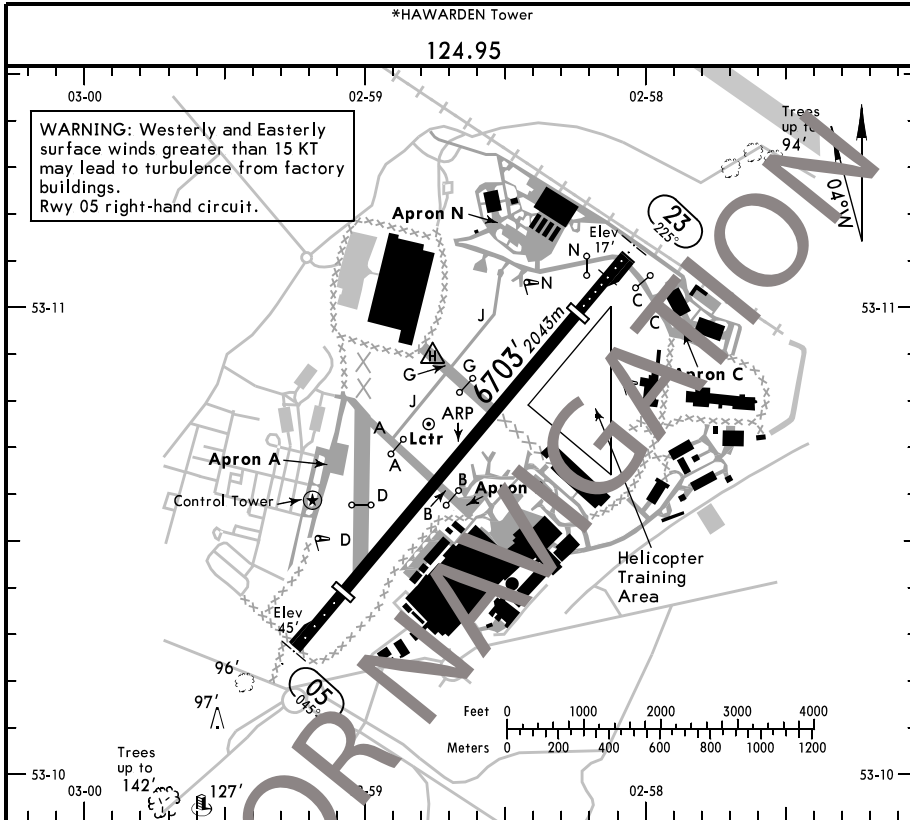 *HAWARDEN Tower
124.95
03-00
02-59
02-58
WARNING: Westerly and Easterly
surface winds greater than 15 KT
may lead to turbulence from factory
buildings.
Rwy 05 right-hand circuit.
Trees
up to
94'
04°W
Apron N
Elev
17'
23
225°
N
N
C
C
53-11
53-11
J
6703' 2043m
H
G
G
J
ARP
Apron C
A
Lctr
A
Apron A
Control Tower
D
B
B
Apron
D
Helicopter
Training
Area
Elev
45'
96'
97'
05
045°
Feet
0
1000
2000
3000
4000
Meters
0
200
400
600
800
1000
1200
Trees
up to
142'
127'
53-10
53-10
03-00
02-59
02-58
OR NAVIGATION